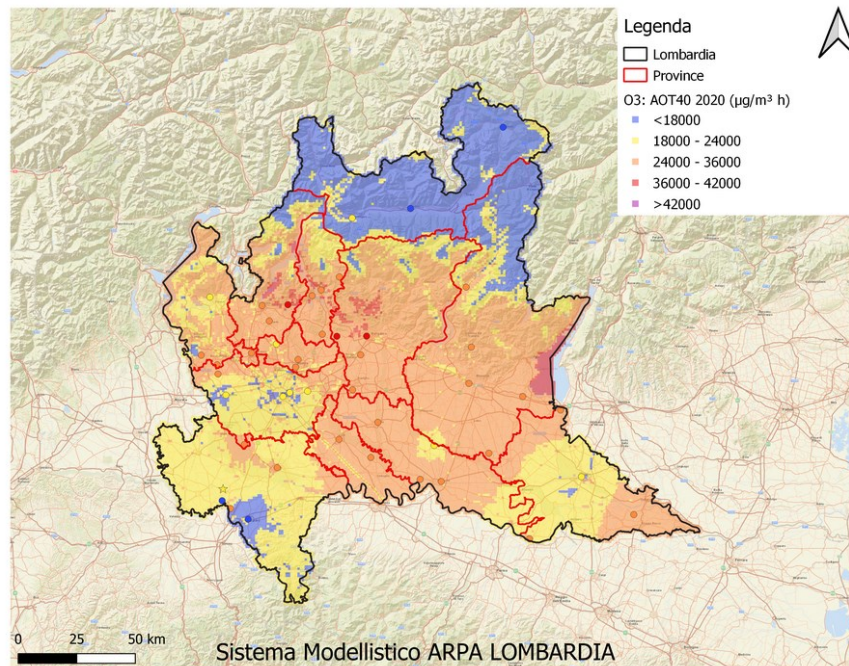 Legenda
Lombardia
Province
O3: AOT40 2020 (µg/m³ h)
<18000
18000 - 24000
24000 - 36000
36000 - 42000
>42000
0 25 50 km
Sistema Modellistico ARPA LOMBARDIA